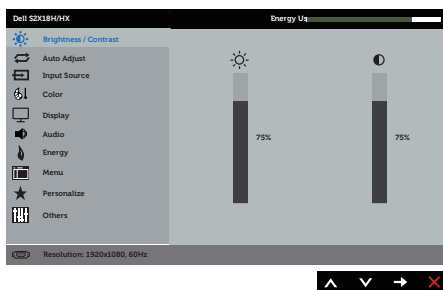 Dell S2X18H/HX
Energy Us
Brightness / Contrast
Auto Adjust
Input Source
Color
Display
Audio
Energy
Menu
Personalize
Others
75%
75%
Resolution: 1920x1080, 60Hz